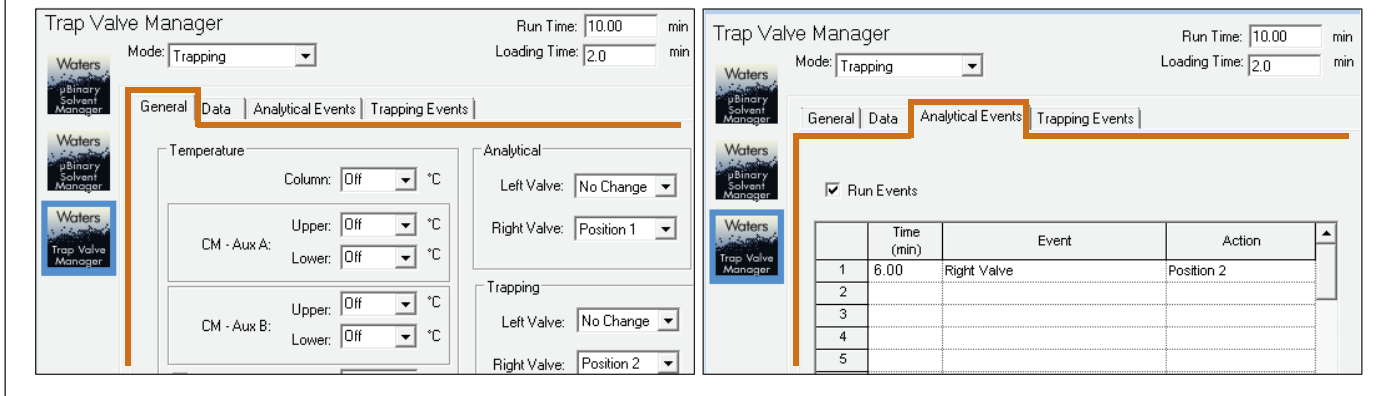 Trap Valve Manager
Run Time: 10.00 min
Mode: Trapping
Loading Time: 2.0 min
Waters
µBinary
Solvent
Manager
Waters
µBinary
Solvent
Manager
Waters
Trap Valve
Manager
General Data Analytical Events Trapping Events
Temperature
Column: Off °C
CM - Aux A:
Upper: Off °C
Lower: Off °C
CM - Aux B:
Upper: Off °C
Lower: Off °C
Analytical
Left Valve: No Change
Right Valve: Position 1
Trapping
Left Valve: No Change
Right Valve: Position 2
Trap Valve Manager
Run Time: 10.00 min
Mode: Trapping
Loading Time: 2.0 min
Waters
µBinary
Solvent
Manager
Waters
µBinary
Solvent
Manager
Waters
Trap Valve
Manager
General Data Analytical Events Trapping Events
Run Events
Time (min) Event Action
1 6.00 Right Valve Position 2
2
3
4
5